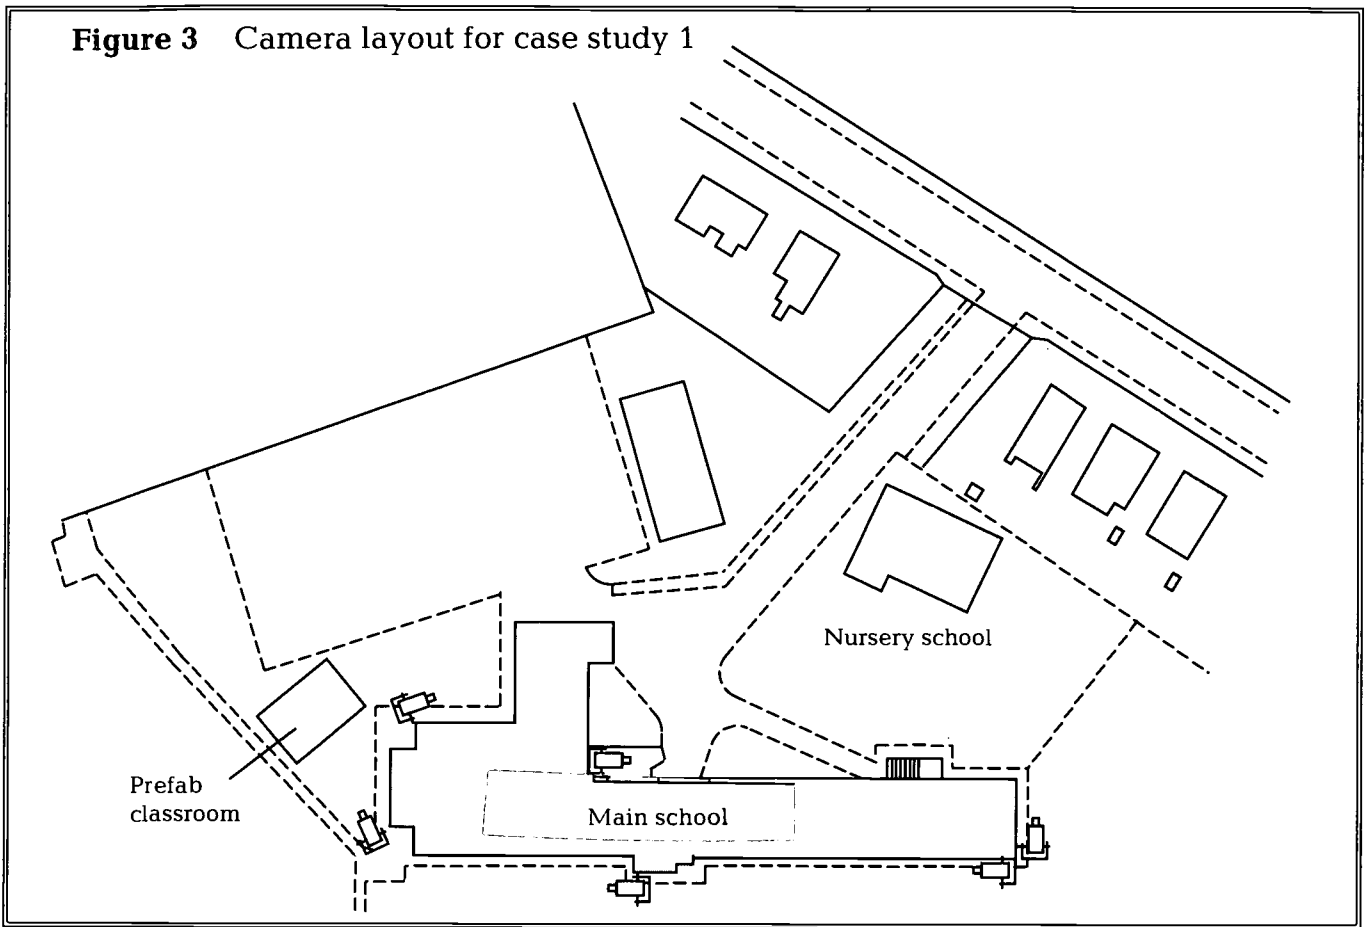 Figure 3 Camera layout for case study 1
Nursery school
Prefab
classroom
Main school